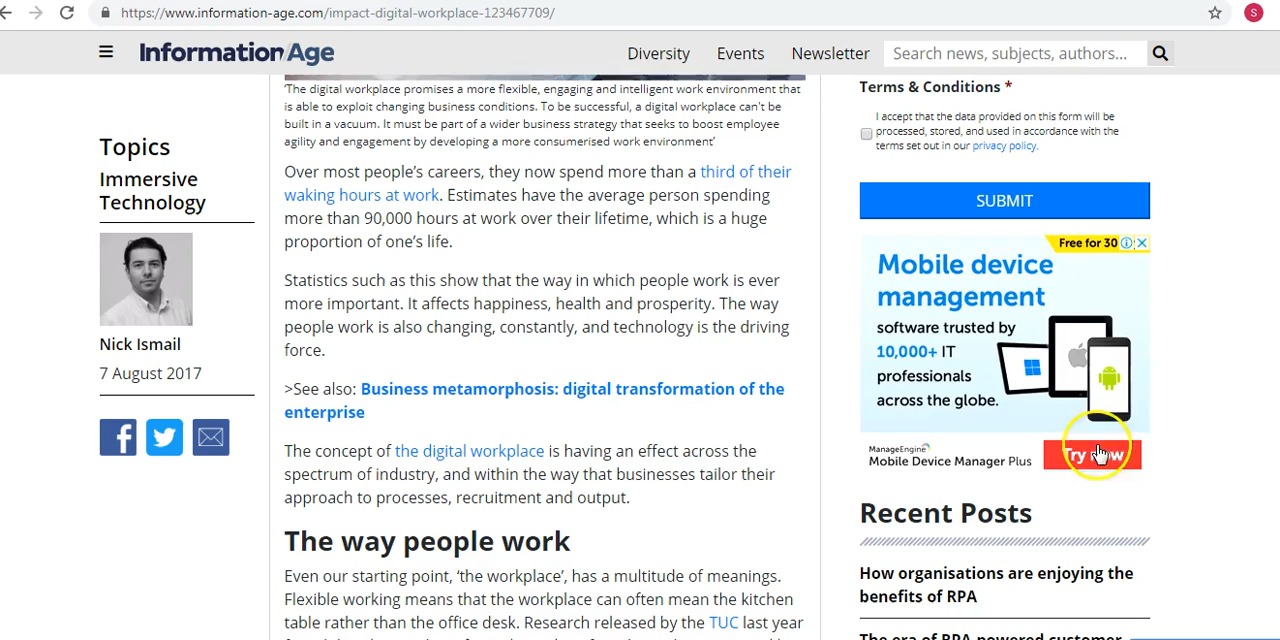 https://www.information-age.com/impact-digital-workplace-123467709/
S
Information Age
Diversity
Events
Newsletter
Search news, subjects, authors...
Topics
Immersive
Technology
Nick Ismail
7 August 2017
'The digital workplace promises a more flexible, engaging and intelligent work environment that
is able to exploit changing business conditions. To be successful, a digital workplace can't be
built in a vacuum. It must be part of a wider business strategy that seeks to boost employee
agility and engagement by developing a more consumerised work environment'
Over most people's careers, they now spend more than a third of their
waking hours at work. Estimates have the average person spending
more than 90,000 hours at work over their lifetime, which is a huge
proportion of one's life.
Statistics such as this show that the way in which people work is ever
more important. It affects happiness, health and prosperity. The way
people work is also changing, constantly, and technology is the driving
force.
>See also: Business metamorphosis: digital transformation of the
enterprise
The concept of the digital workplace is having an effect across the
spectrum of industry, and within the way that businesses tailor their
approach to processes, recruitment and output.
The way people work
Even our starting point, 'the workplace', has a multitude of meanings.
Flexible working means that the workplace can often mean the kitchen
table rather than the office desk. Research released by the TUC last year
Terms & Conditions *
I accept that the data provided on this form will be
processed, stored, and used in accordance with the
terms set out in our privacy policy.
SUBMIT
Free for 30
Mobile device
management
software trusted by
10,000+ IT
professionals
across the globe.
ManageEngine
Mobile Device Manager Plus
Try now
Recent Posts
How organisations are enjoying the
benefits of RPA
The era of RPA powered customer